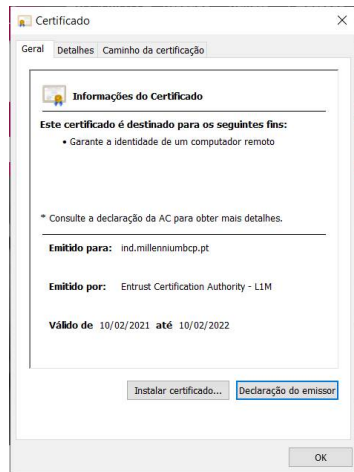 Certificado
Geral Detalhes Caminho da certificação
Informações do Certificado
Este certificado é destinado para os seguintes fins:
• Garante a identidade de um computador remoto
* Consulte a declaração da AC para obter mais detalhes.
Emitido para: ind.millenniumbcp.pt
Emitido por: Entrust Certification Authority - L1M
Válido de 10/02/2021 até 10/02/2022
Instalar certificado... Declaração do emissor
OK